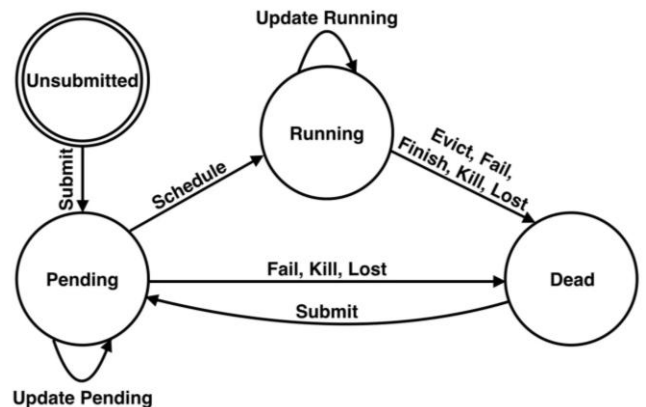 Update Running
Unsubmitted
Running
Evict, Fail,
Finish, Kill, Lost
Submit
Schedule
Pending
Fail, Kill, Lost
Dead
Submit
Update Pending